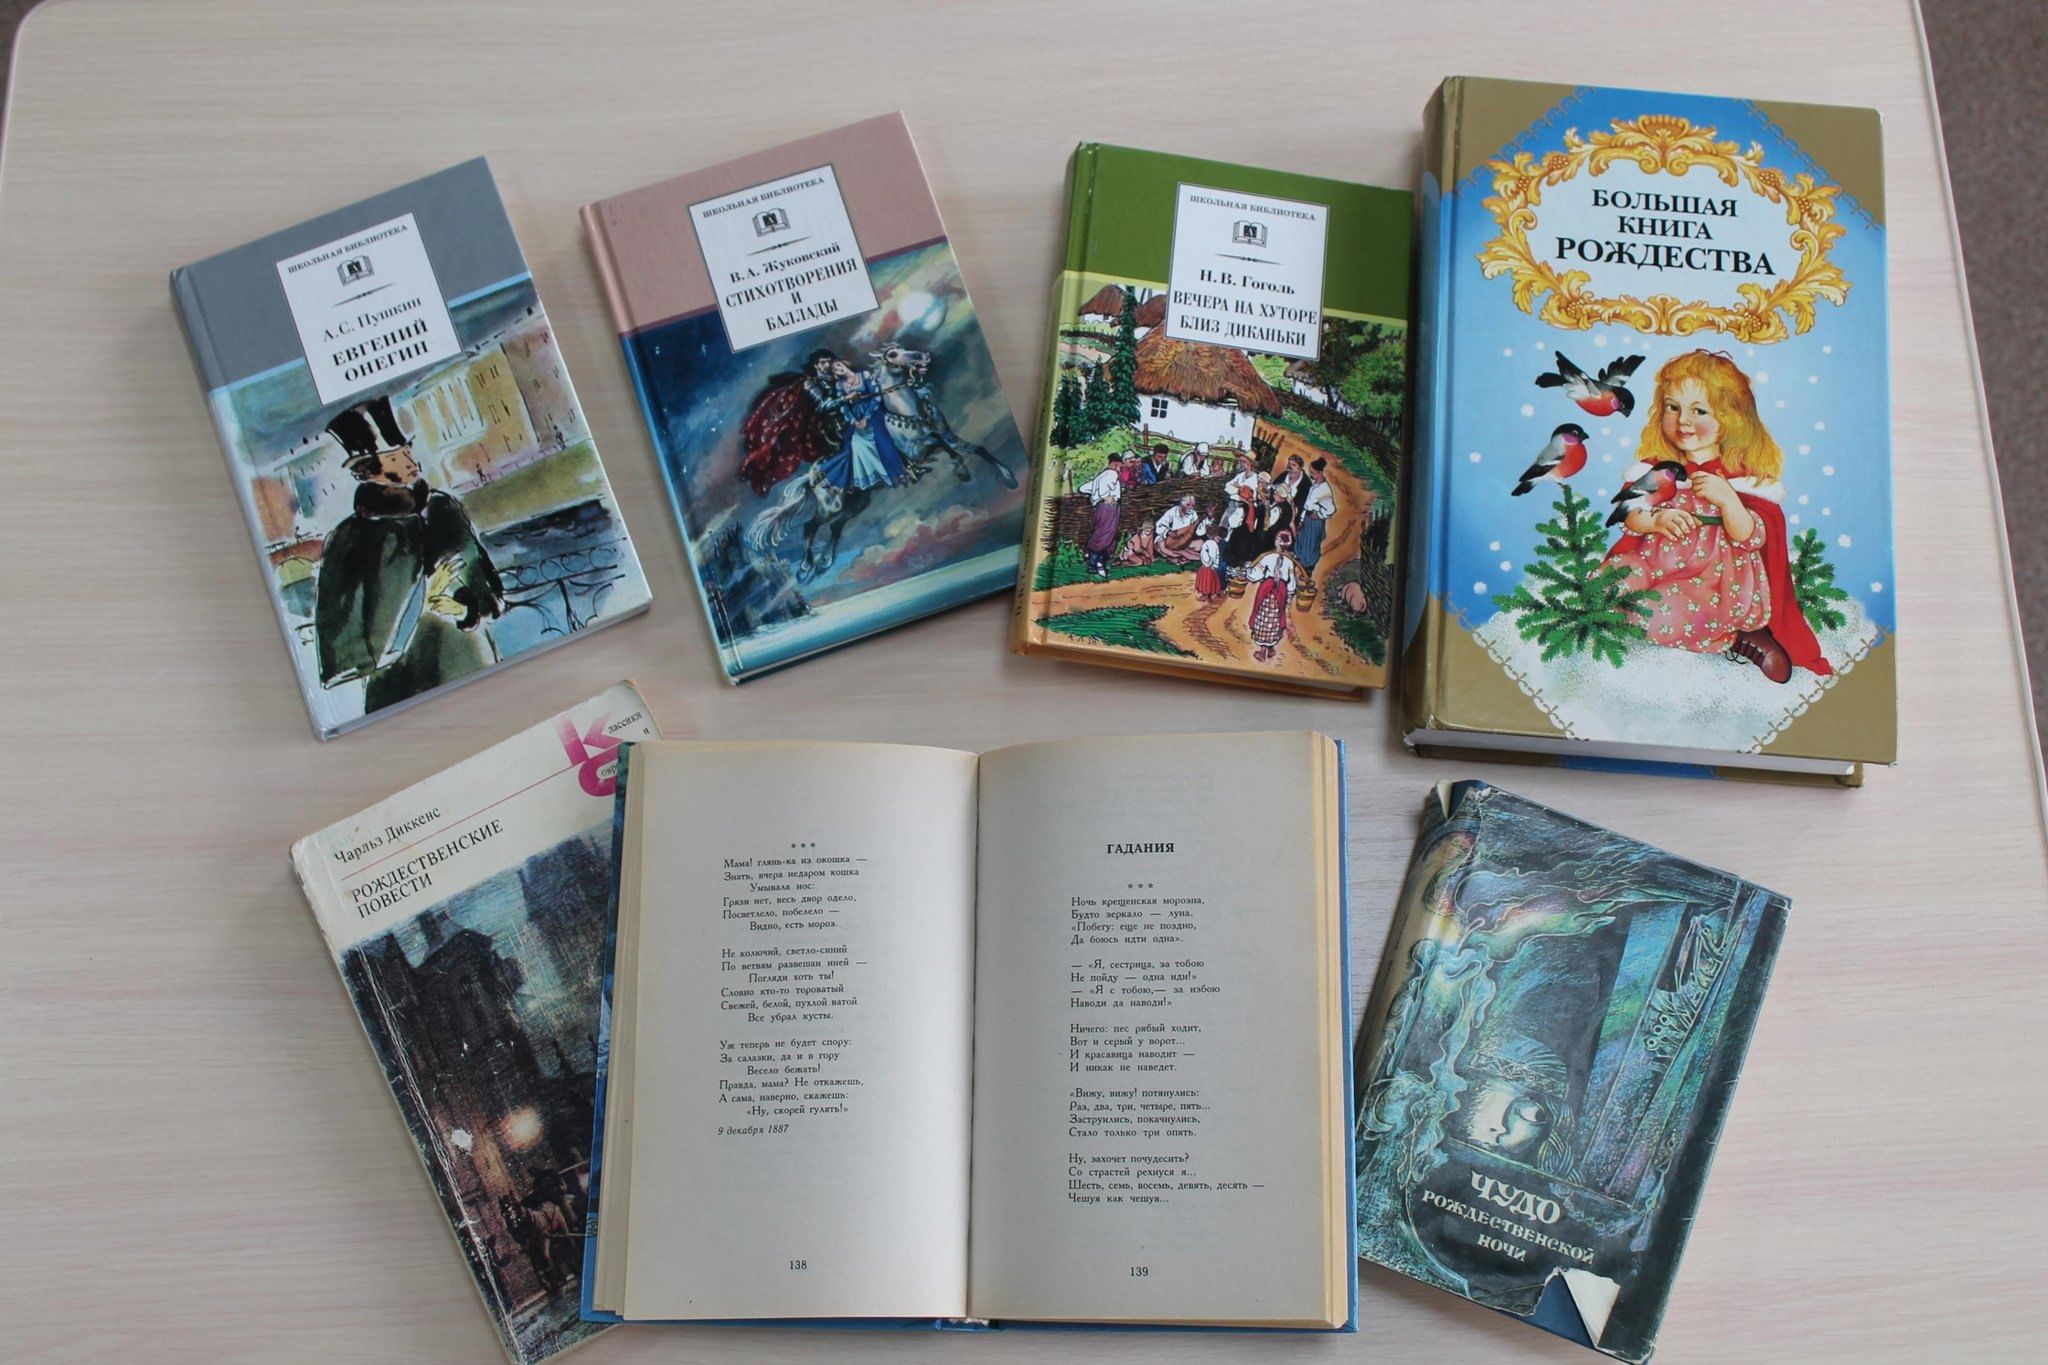 ШКОЛЬНАЯ БИБЛИОТЕКА
А.С. Пушкин
ЕВГЕНИЙ
ОНЕГИН
ШКОЛЬНАЯ БИБЛИОТЕКА
В.А. Жуковский
СТИХОТВОРЕНИЯ
И
БАЛЛАДЫ
ШКОЛЬНАЯ БИБЛИОТЕКА
Н. В. Гоголь
ВЕЧЕРА НА ХУТОРЕ
БЛИЗ ДИКАНЬКИ
БОЛЬШАЯ
КНИГА
РОЖДЕСТВА
Классики
и
Чарльз Диккенс
РОЖДЕСТВЕНСКИЕ
ПОВЕСТИ
* * *
Мама! глянь-ка из окошка —
Знать, вчера недаром кошка
Умывала нос:
Грязи нет, весь двор одело,
Посветлело, побелело —
Видно, есть мороз.
Не колючий, светло-синий
По ветвям развешан иней —
Погляди хоть ты!
Словно кто-то тороватый
Свежей, белой, пухлой ватой
Все убрал кусты.
Уж теперь не будет спору:
За салазки, да и в гору
Весело бежать!
Правда, мама? Не откажешь,
А сама, наверно, скажешь:
«Ну, скорей гулять!»
9 декабря 1887
138
ГАДАНИЯ
* * *
Ночь крещенская морозна,
Будто зеркало — луна.
«Побегу: еще не поздно,
Да боюсь идти одна».
— «Я, сестрица, за тобою
Не пойду — одна иди!»
— «Я с тобою,— за избою
Наводи да наводи!»
Ничего: пес рябый ходит,
Вот и серый у ворот...
И красавица наводит —
И никак не наведет.
«Вижу, вижу! потянулись:
Раз, два, три, четыре, пять...
Заструились, покачнулись,
Стало только три опять.
Ну, захочет почудесить?
Со страстей рехнуся я...
Шесть, семь, восемь, девять, десять —
Чешуя как чешуя...
139
ЧУДО
РОЖДЕСТВЕНСКОЙ
НОЧИ